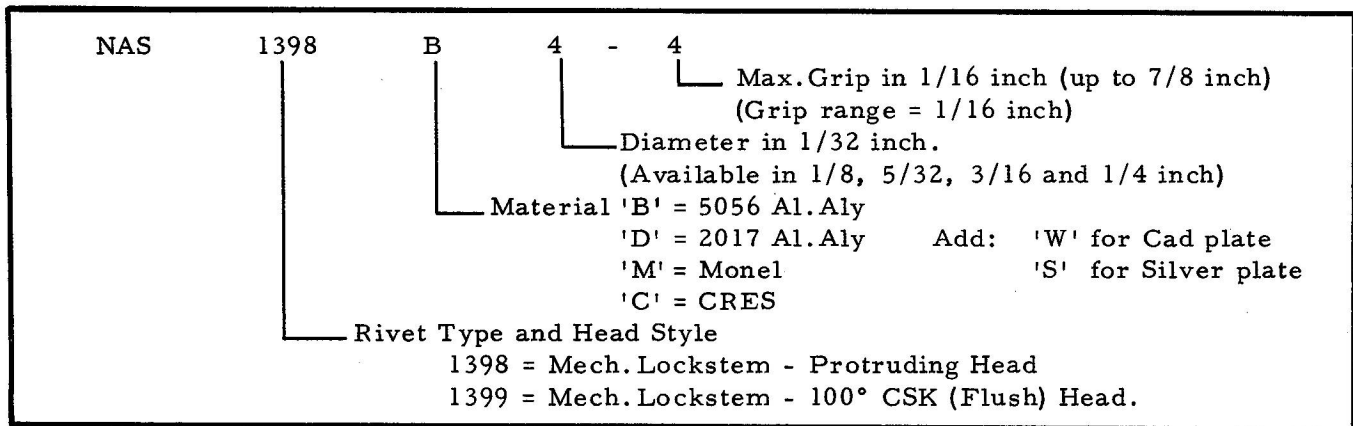 NAS 1398 B 4 - 4
Max.Grip in 1/16 inch (up to 7/8 inch)
(Grip range = 1/16 inch)
Diameter in 1/32 inch.
(Available in 1/8, 5/32, 3/16 and 1/4 inch)
Material 'B' = 5056 Al.Aly
'D' = 2017 Al.Aly Add: 'W' for Cad plate
'M' = Monel 'S' for Silver plate
'C' = CRES
Rivet Type and Head Style
1398 = Mech.Lockstem - Protruding Head
1399 = Mech.Lockstem - 100° CSK (Flush) Head.